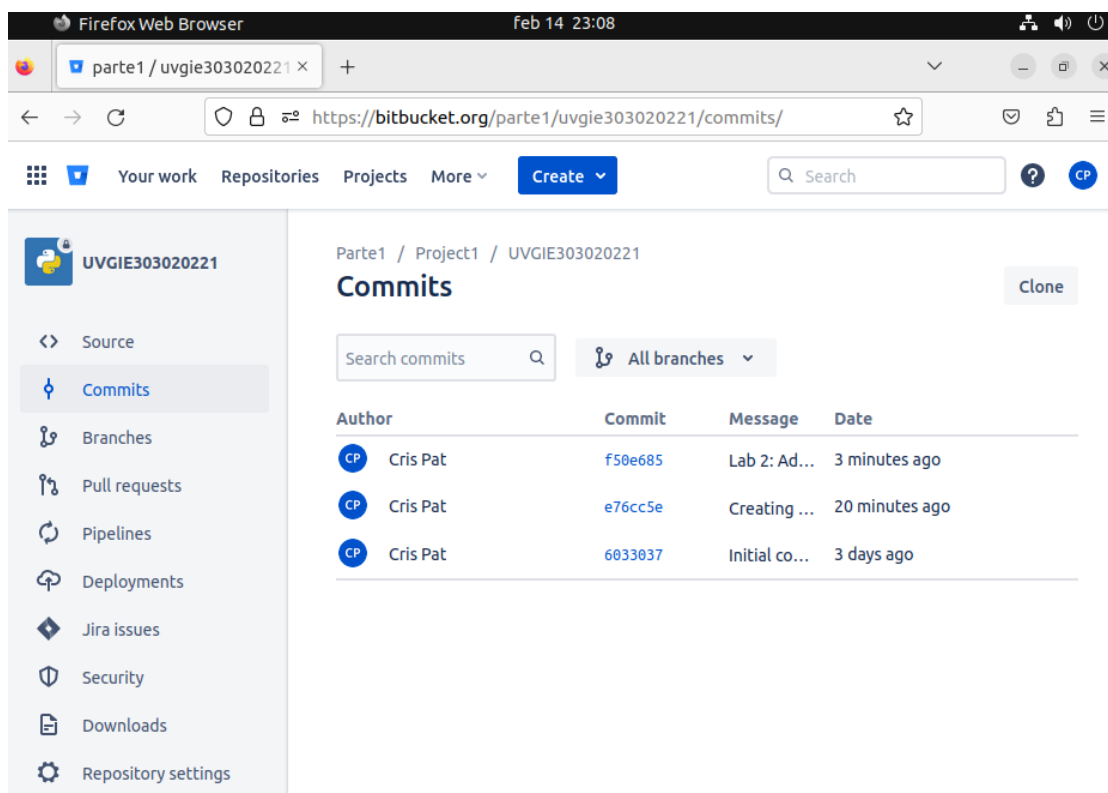 Firefox Web Browser feb 14 23:08
parte1 / uvgie303020221
https://bitbucket.org/parte1/uvgie303020221/commits/
Your work Repositories Projects More Create Search CP
UVGIE303020221
Source
Commits
Branches
Pull requests
Pipelines
Deployments
Jira issues
Security
Downloads
Repository settings
Parte1 / Project1 / UVGIE303020221
Commits
Clone
Search commits All branches
Author Commit Message Date
CP Cris Pat f50e685 Lab 2: Ad... 3 minutes ago
CP Cris Pat e76cc5e Creating ... 20 minutes ago
CP Cris Pat 6033037 Initial co... 3 days ago